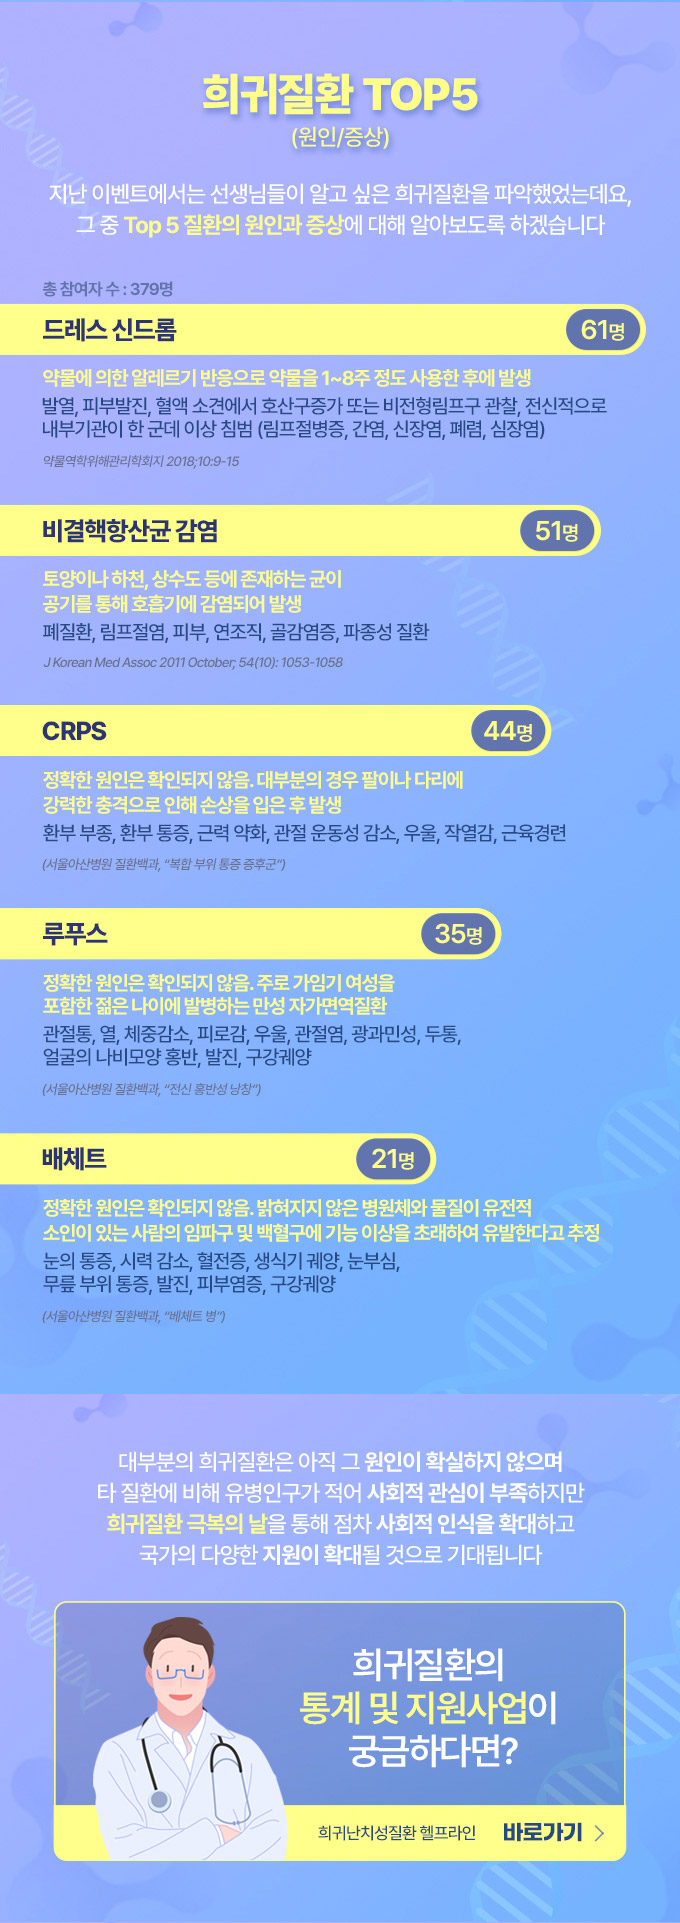 희귀질환 TOP5
(원인/증상)
지난 이벤트에서는 선생님들이 알고 싶은 희귀질환을 파악했었는데요,
그 중 Top 5 질환의 원인과 증상에 대해 알아보도록 하겠습니다
총 참여자 수 : 379명
드레스 신드롬
61명
약물에 의한 알레르기 반응으로 약물을 1~8주 정도 사용한 후에 발생
발열, 피부발진, 혈액 소견에서 호산구증가 또는 비전형림프구 관찰, 전신적으로
내부기관이 한 군데 이상 침범 (림프절병증, 간염, 신장염, 폐렴, 심장염)
약물역학위해관리학회지 2018;10:9-15
비결핵항산균 감염
51명
토양이나 하천, 상수도 등에 존재하는 균이
공기를 통해 호흡기에 감염되어 발생
폐질환, 림프절염, 피부, 연조직, 골감염증, 파종성 질환
J Korean Med Assoc 2011 October; 54(10): 1053-1058
CRPS
44명
정확한 원인은 확인되지 않음. 대부분의 경우 팔이나 다리에
강력한 충격으로 인해 손상을 입은 후 발생
환부 부종, 환부 통증, 근력 약화, 관절 운동성 감소, 우울, 작열감, 근육경련
(서울아산병원 질환백과, “복합 부위 통증 증후군”)
루푸스
35명
정확한 원인은 확인되지 않음. 주로 가임기 여성을
포함한 젊은 나이에 발병하는 만성 자가면역질환
관절통, 열, 체중감소, 피로감, 우울, 관절염, 광과민성, 두통,
얼굴의 나비모양 홍반, 발진, 구강궤양
(서울아산병원 질환백과, “전신 홍반성 낭창”)
배체트
21명
정확한 원인은 확인되지 않음. 밝혀지지 않은 병원체와 물질이 유전적
소인이 있는 사람의 임파구 및 백혈구에 기능 이상을 초래하여 유발한다고 추정
눈의 통증, 시력 감소, 혈전증, 생식기 궤양, 눈부심,
무릎 부위 통증, 발진, 피부염증, 구강궤양
(서울아산병원 질환백과, “베체트 병”)
대부분의 희귀질환은 아직 그 원인이 확실하지 않으며
타 질환에 비해 유병인구가 적어 사회적 관심이 부족하지만
희귀질환 극복의 날을 통해 점차 사회적 인식을 확대하고
국가의 다양한 지원이 확대될 것으로 기대됩니다
희귀질환의
통계 및 지원사업이
궁금하다면?
희귀난치성질환 헬프라인 바로가기 >